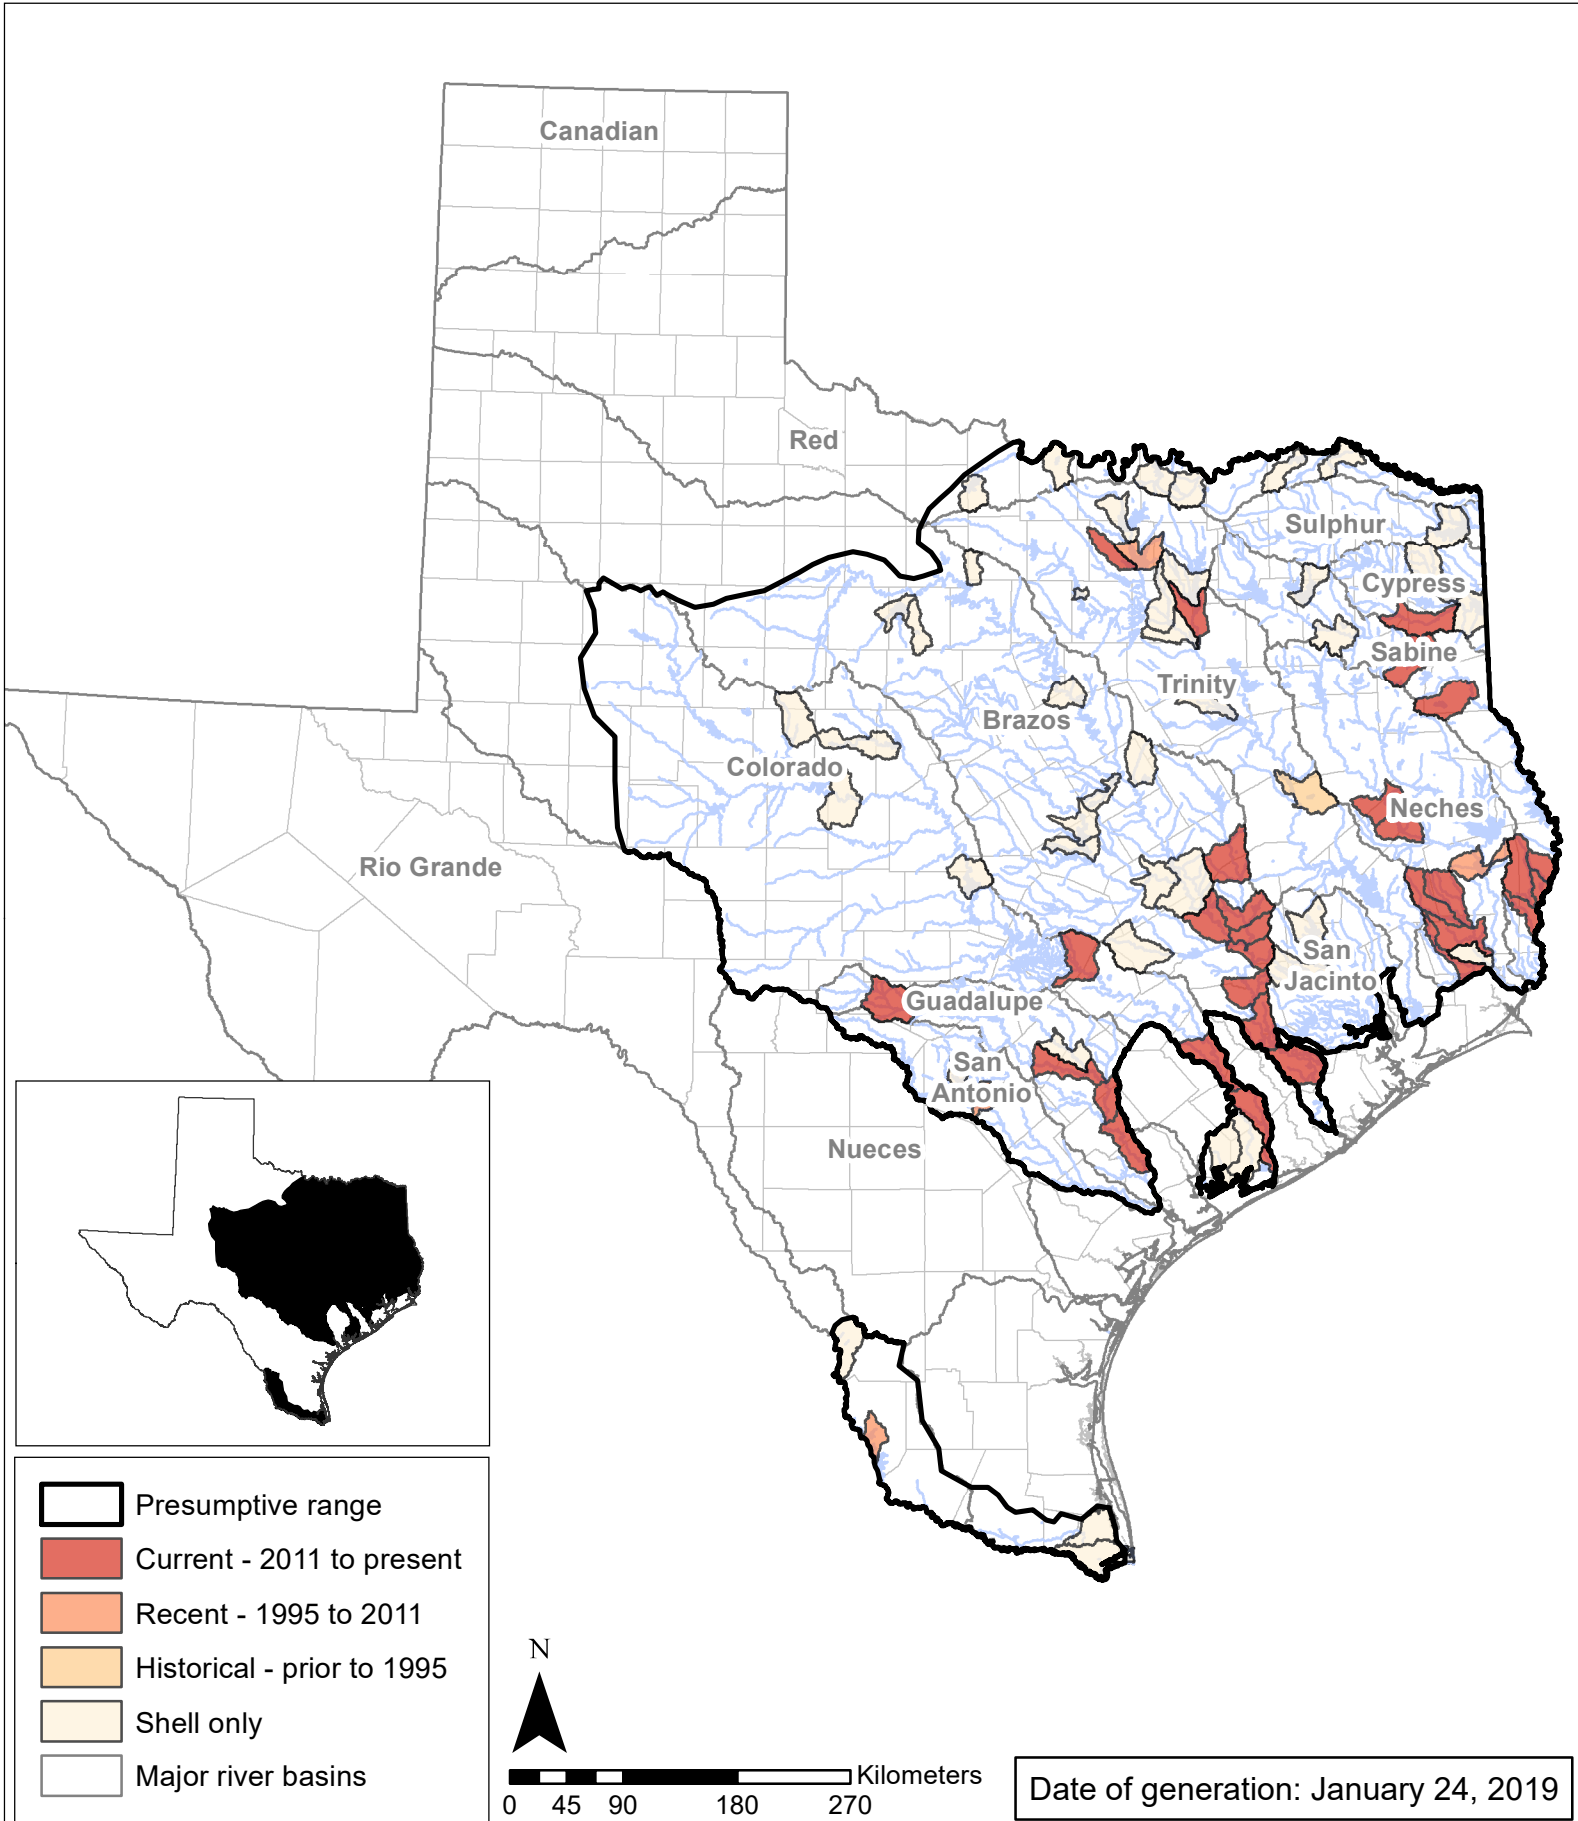 Canadian
Red
Sulphur
Cypress
Sabine
Trinity
Brazos
Colorado
Neches
Rio Grande
San
Jacinto
Guadalupe
San
Antonio
Nueces
Presumptive range
Current - 2011 to present
Recent - 1995 to 2011
Historical - prior to 1995
Shell only
Major river basins
N
Kilometers
0 45 90 180 270
Date of generation: January 24, 2019